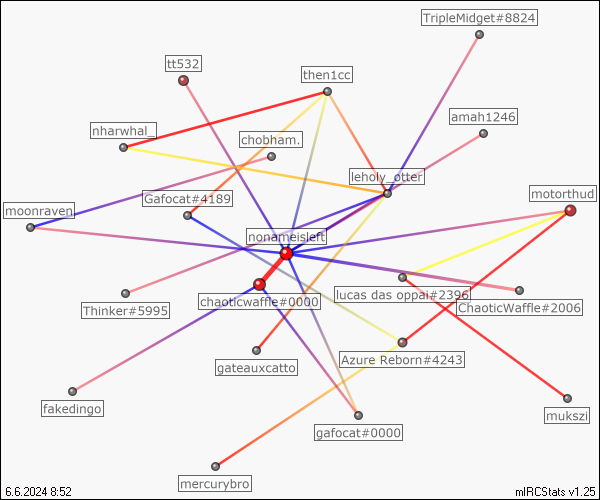 TripleMidget#8824
tt532
then1cc
amah1246
nharwhal_
chobham.
leholy_otter
motorthud
Gafocat#4189
moonraven
nonameisleft
lucas das oppai#2396
chaoticwaffle#0000
ChaoticWaffle#2006
Thinker#5995
Azure Reborn#4243
gateauxcatto
fakedingo
mukszi
gafocat#0000
mercurybro
6.6.2024 8:52
mIRCStats v1.25